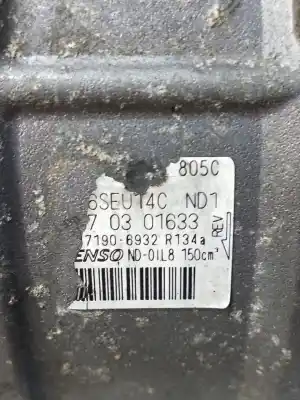 805C
6SEU14C ND1
7 03 01633
7190-6932 R134a
ENSO ND-OIL8 150cm³
REV